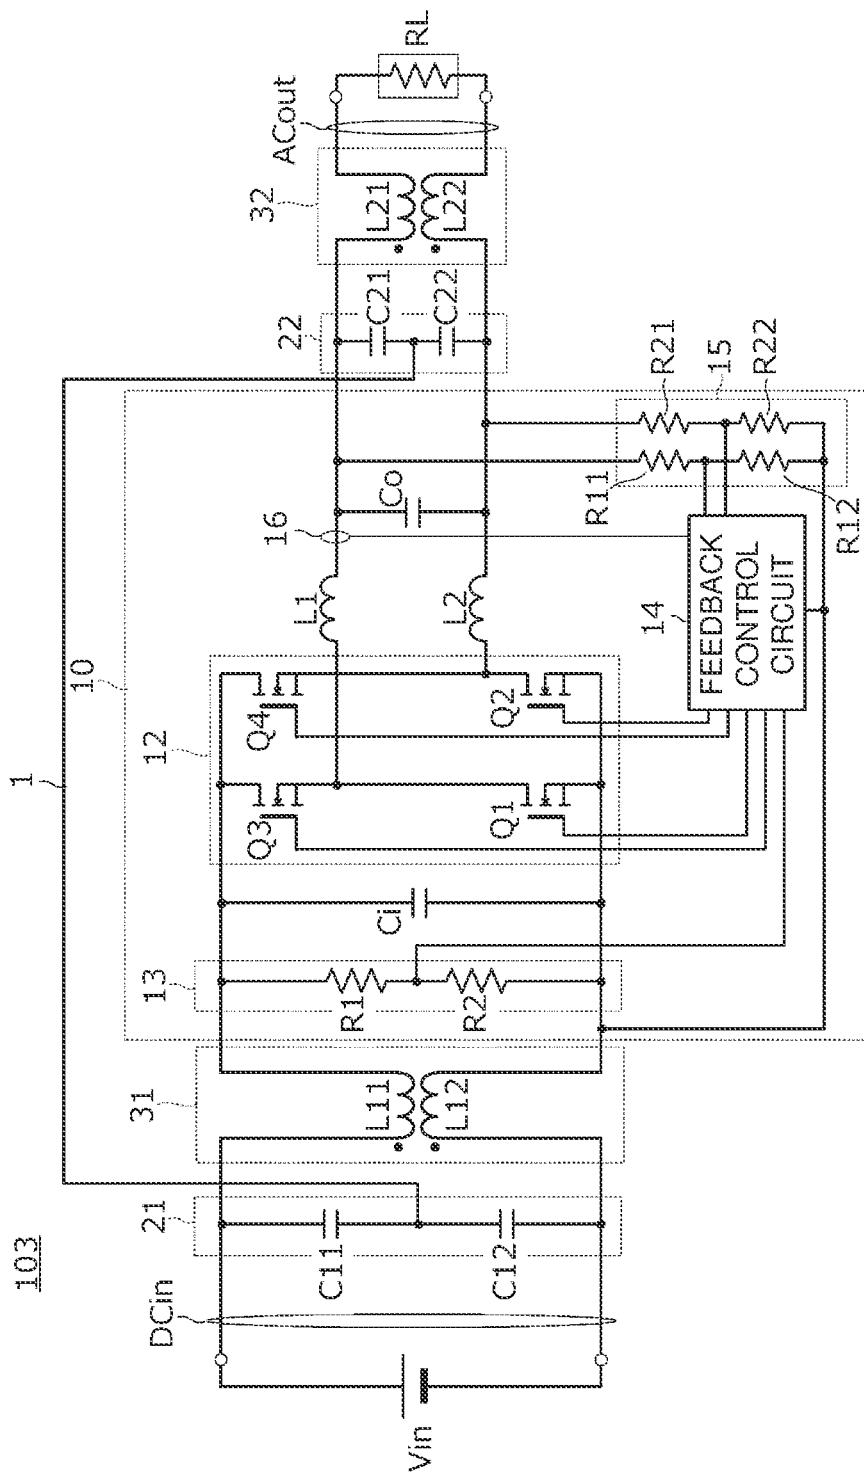 103
1
10
DCin
21
31
13
12
16
22
32
ACout
Vin
C11
C12
L11
L12
R1
R2
Ci
Q3
Q4
Q1
Q2
L1
L2
Co
C21
C22
L21
L22
RL
14
FEEDBACK
CONTROL
CIRCUIT
R11
R12
15
R21
R22